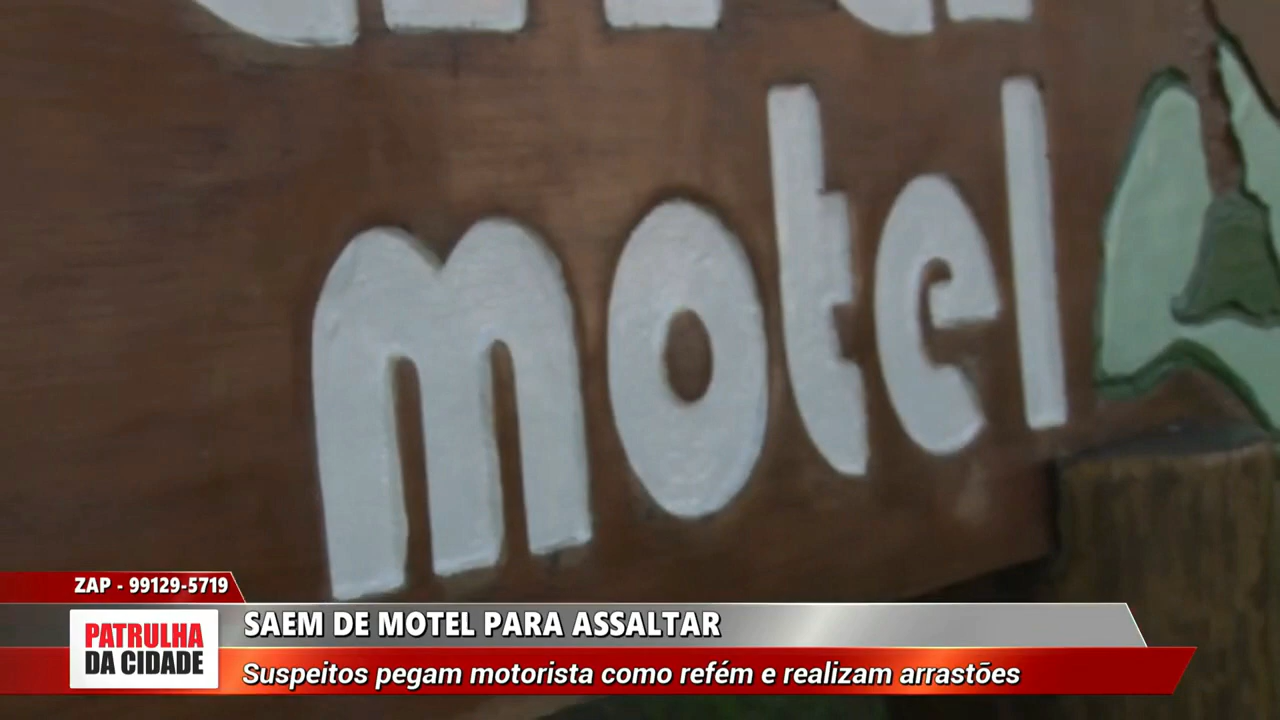 motel
ZAP - 99129-5719
PATRULHA
DA CIDADE
SAEM DE MOTEL PARA ASSALTAR
Suspeitos pegam motorista como refém e realizam arrastões